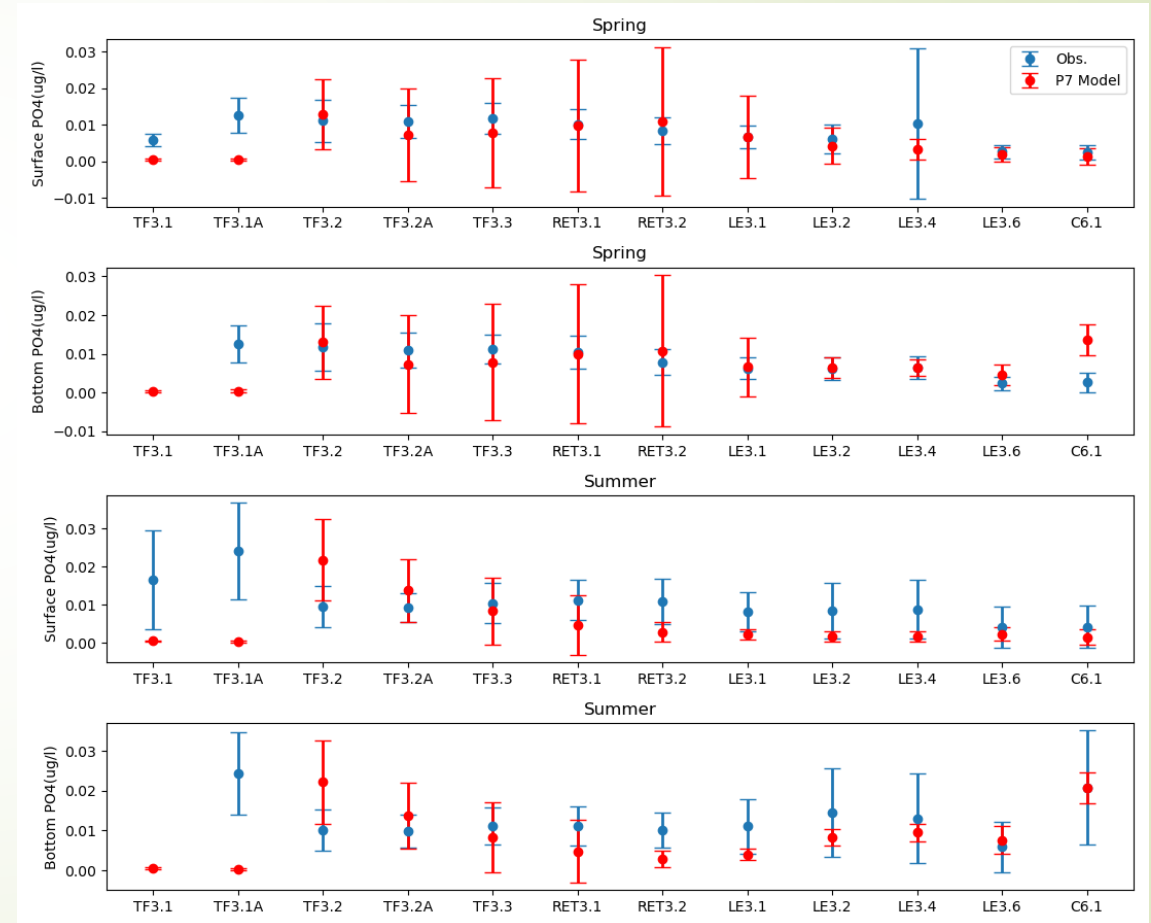 Spring
Surface PO4(ug/l)
0.03
0.02
0.01
0.00
−0.01
Obs.
P7 Model
TF3.1 TF3.1A TF3.2 TF3.2A TF3.3 RET3.1 RET3.2 LE3.1 LE3.2 LE3.4 LE3.6 C6.1
Spring
Bottom PO4(ug/l)
0.03
0.02
0.01
0.00
−0.01
TF3.1 TF3.1A TF3.2 TF3.2A TF3.3 RET3.1 RET3.2 LE3.1 LE3.2 LE3.4 LE3.6 C6.1
Summer
Surface PO4(ug/l)
0.03
0.02
0.01
0.00
TF3.1 TF3.1A TF3.2 TF3.2A TF3.3 RET3.1 RET3.2 LE3.1 LE3.2 LE3.4 LE3.6 C6.1
Summer
Bottom PO4(ug/l)
0.03
0.02
0.01
0.00
TF3.1 TF3.1A TF3.2 TF3.2A TF3.3 RET3.1 RET3.2 LE3.1 LE3.2 LE3.4 LE3.6 C6.1